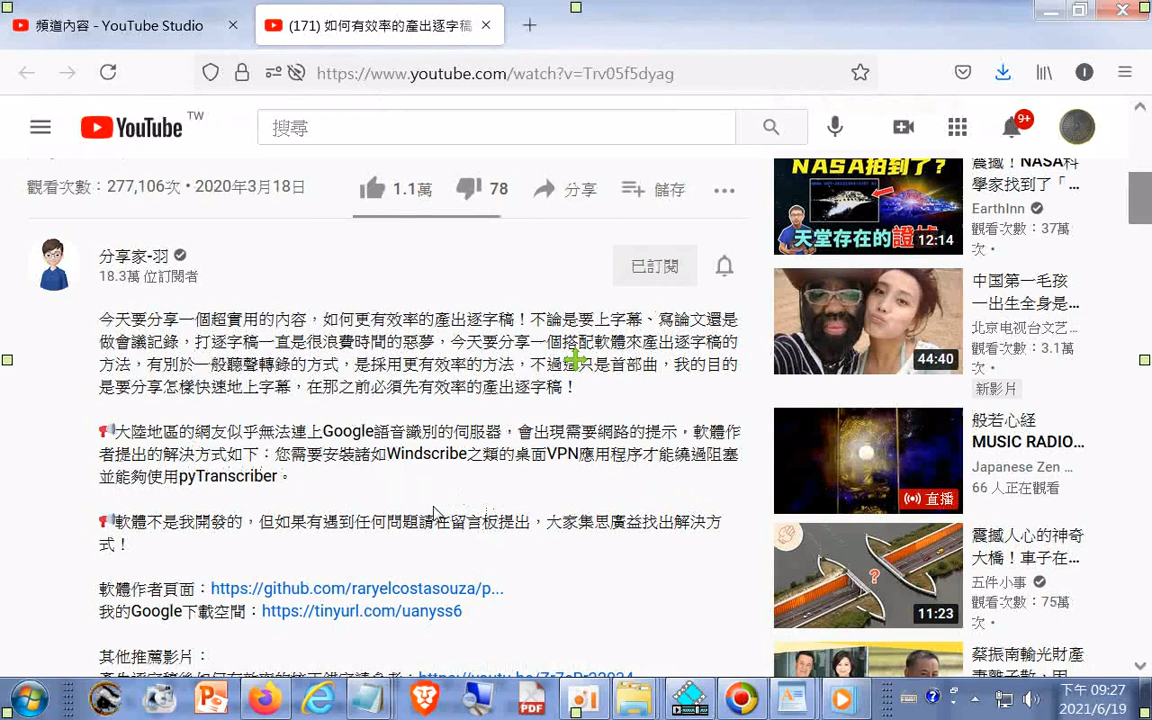 頻道內容 - YouTube Studio
(171) 如何有效率的產出逐字稿
https://www.youtube.com/watch?v=Trv05f5dyag
YouTube TW
搜尋
9+
觀看次數：277,106次 • 2020年3月18日
1.1萬
78
分享
儲存
分享家-羽
18.3萬 位訂閱者
已訂閱
今天要分享一個超實用的內容，如何更有效率的產出逐字稿！不論是要上字幕、寫論文還是
做會議記錄，打逐字稿一直是很浪費時間的惡夢，今天要分享一個搭配軟體來產出逐字稿的
方法，有別於一般聽聲轉錄的方式，是採用更有效率的方法，不過這只是首部曲，我的目的
是要分享怎樣快速地上字幕，在那之前必須先有效率的產出逐字稿！
大陸地區的網友似乎無法連上Google語音識別的伺服器，會出現需要網路的提示，軟體作
者提出的解決方式如下：您需要安裝諸如Windscribe之類的桌面VPN應用程序才能繞過阻塞
並能夠使用pyTranscriber。
軟體不是我開發的，但如果有遇到任何問題請在留言板提出，大家集思廣益找出解決方
式！
軟體作者頁面：https://github.com/raryelcostasouza/p...
我的Google下載空間：https://tinyurl.com/uanyss6
其他推薦影片：
NASA拍到了？
天堂存在的證
12:14
震撼！NASA科
學家找到了「...
EarthInn
觀看次數：37萬
次・
44:40
中国第一毛孩
一出生全身是...
北京电视台文艺...
觀看次數：3.1萬
次・
新影片
直播
般若心経
MUSIC RADIO...
Japanese Zen ...
66 人正在觀看
?
11:23
震撼人心的神奇
大橋！車子在...
五件小事
觀看次數：75萬
次・
蔡振南輸光財產
PDF
下午 09:27
2021/6/19